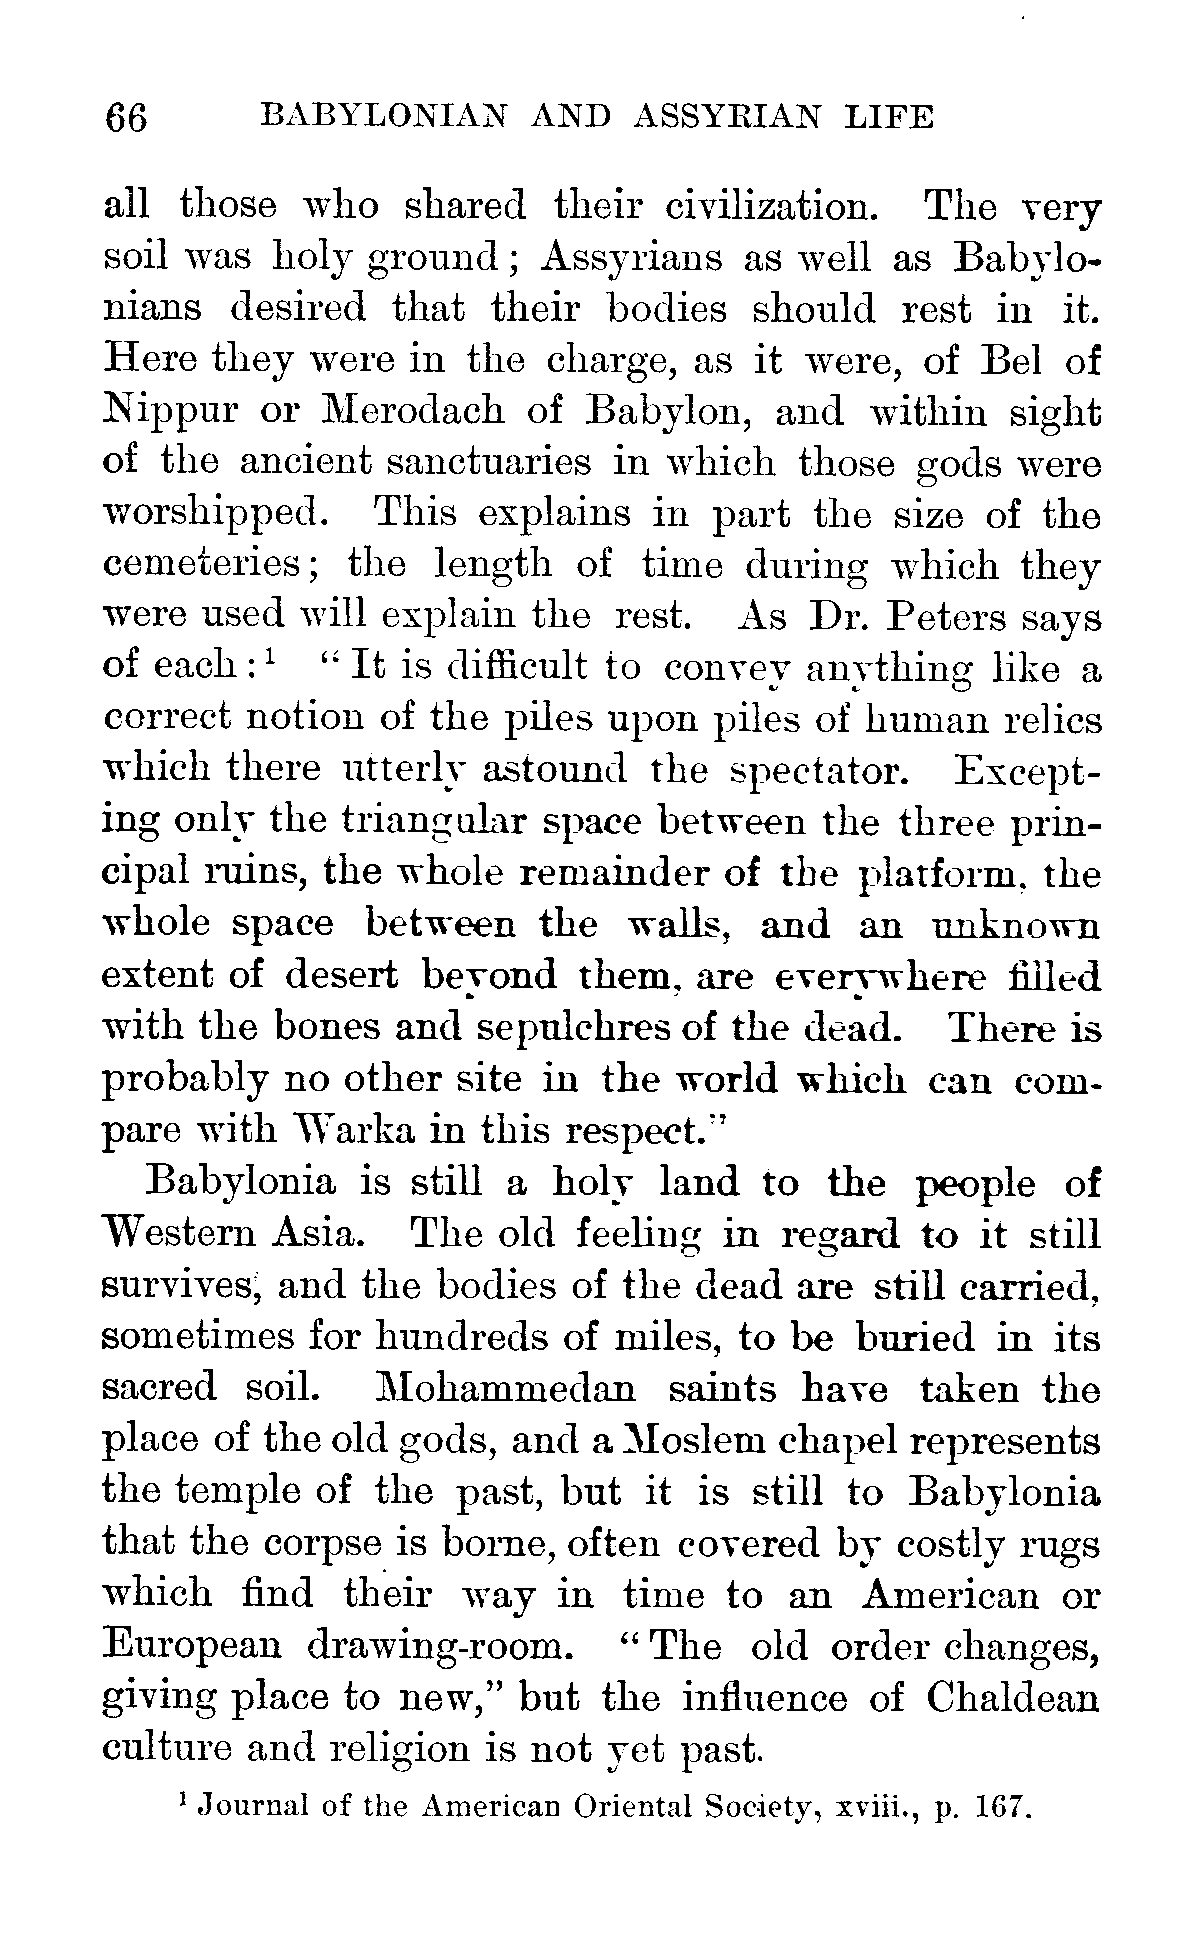 66 BABYLONIAN AND ASSYRIAN LIFE
all those who shared their civilization. The very
soil was holy ground; Assyrians as well as Babylo-
nians desired that their bodies should rest in it.
Here they were in the charge, as it were, of Bel of
Nippur or Merodach of Babylon, and within sight
of the ancient sanctuaries in which those gods were
worshipped. This explains in part the size of the
cemeteries; the length of time during which they
were used will explain the rest. As Dr. Peters says
of each:¹ “It is difficult to convey anything like a
correct notion of the piles upon piles of human relics
which there utterly astound the spectator. Except-
ing only the triangular space between the three prin-
cipal ruins, the whole remainder of the platform, the
whole space between the walls, and an unknown
extent of desert beyond them, are everywhere filled
with the bones and sepulchres of the dead. There is
probably no other site in the world which can com-
pare with Warka in this respect.”
Babylonia is still a holy land to the people of
Western Asia. The old feeling in regard to it still
survives, and the bodies of the dead are still carried,
sometimes for hundreds of miles, to be buried in its
sacred soil. Mohammedan saints have taken the
place of the old gods, and a Moslem chapel represents
the temple of the past, but it is still to Babylonia
that the corpse is borne, often covered by costly rugs
which find their way in time to an American or
European drawing-room. “The old order changes,
giving place to new,” but the influence of Chaldean
culture and religion is not yet past.
¹ Journal of the American Oriental Society, xviii., p. 167.